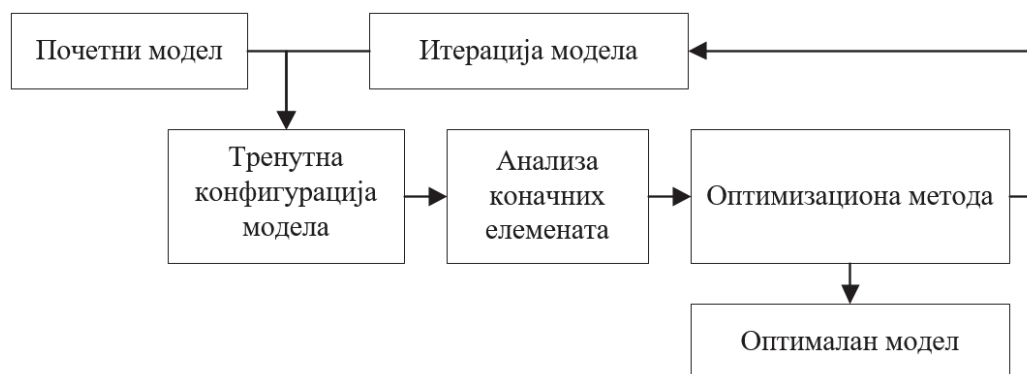 Почетни модел
Итерација модела
Тренутна
конфигурација
модела
Анализа
коначних
елемената
Оптимизациона метода
Оптималан модел